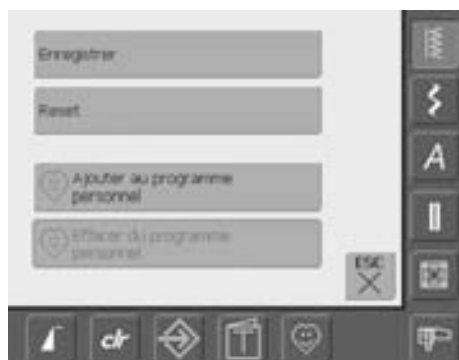 Enregistrer
Reset
Ajouter au programme
personnel
Effacer du programme
personnel
ESC
A
clr